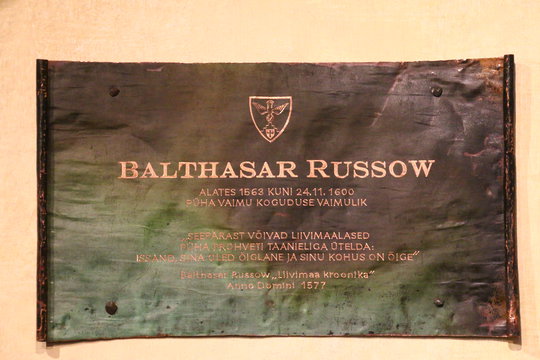 BALTHASAR RUSSOW
ALATES 1563 KUNI 24.11. 1600
PÜHA VAIMU KOGUDUSE VAIMULIK
„SEEPÄRAST VÕIVAD LIIVIMAALASED
PÜHA PROHVETI TAANIELIGA ÜTELDA:
ISSAND, SINA ÜLED ÕIGLANE JA SINU KOHUS ON ÕIGE"
Balthasar Russow „Liivimaa kroonika"
Anno Domini 1577